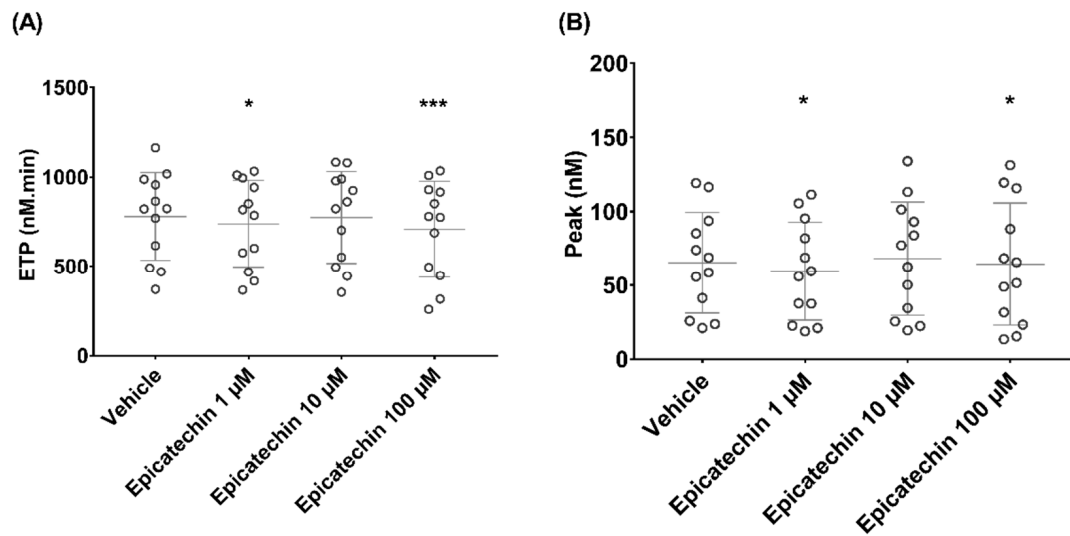 (A)
ETP (nM.min)
1500
1000
500
0
*
***
Vehicle
Epicatechin 1 µM
Epicatechin 10 µM
Epicatechin 100 µM
(B)
Peak (nM)
200
150
100
50
0
*
*
Vehicle
Epicatechin 1 µM
Epicatechin 10 µM
Epicatechin 100 µM